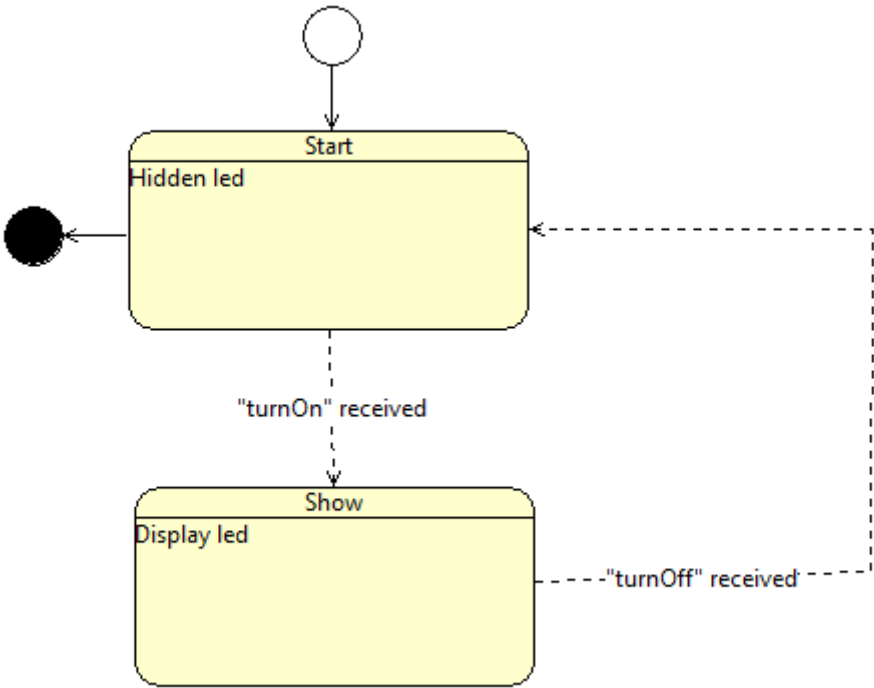 Start
Hidden led
"turnOn" received
Show
Display led
"turnOff" received